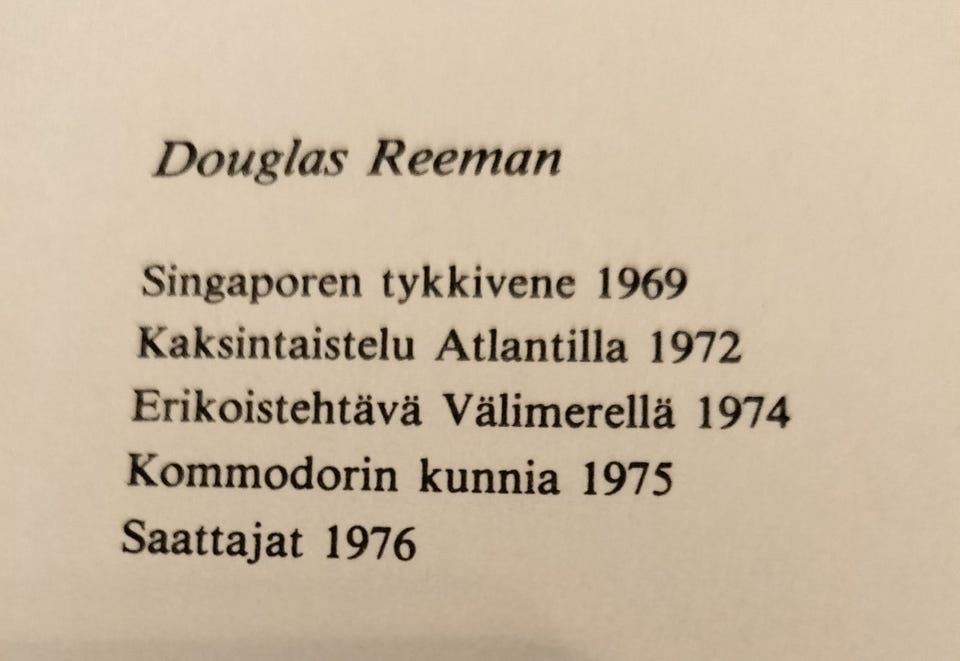 Douglas Reeman
Singaporen tykkivene 1969
Kaksintaistelu Atlantilla 1972
Erikoistehtävä Välimerellä 1974
Kommodorin kunnia 1975
Saattajat 1976